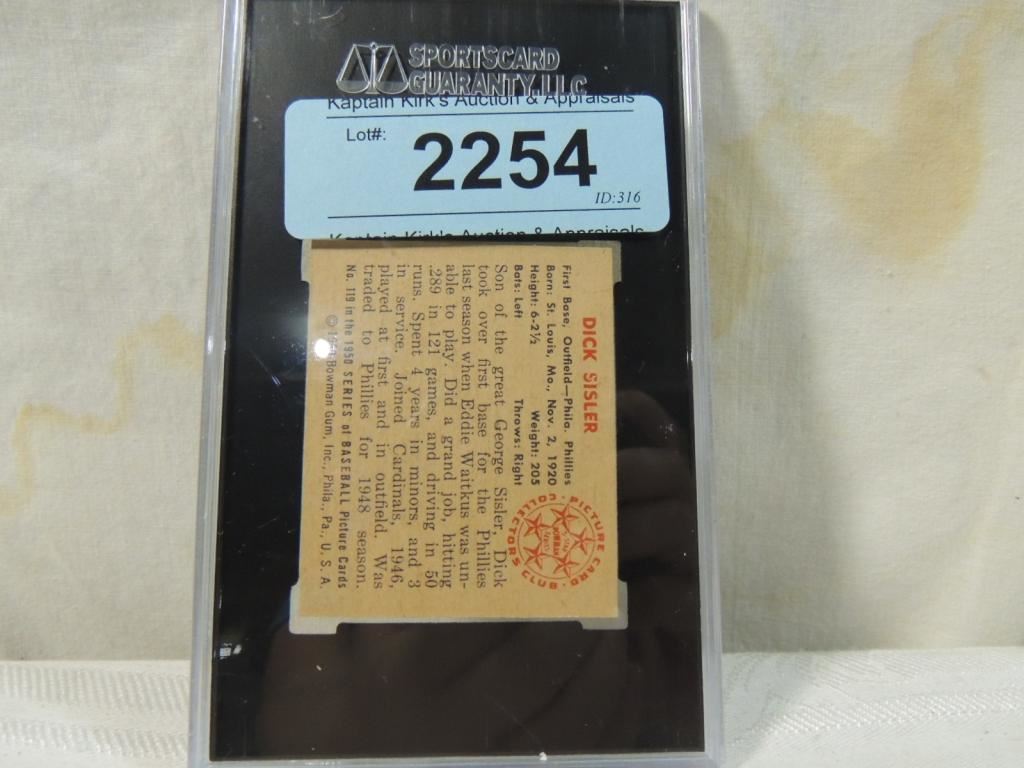 SPORTSCARD
GUARANTY, LLC
Kaptain Kirk's Auction & Appraisals
Lot#:
2254
ID:316
Kaptain Kirk's Auction & Appraisals
DICK SISLER
First Base, Outfield—Phila. Phillies
Born: St. Louis, Mo., Nov. 2, 1920
Height: 6-2½ Weight: 205
Bats: Left Throws: Right
Son of the great George Sisler, Dick
took over first base for the Phillies
last season when Eddie Waitkus was un-
able to play. Did a grand job, hitting
.289 in 121 games, and driving in 50
runs. Spent 4 years in minors, and 3
in service. Joined Cardinals, 1946,
played at first and in outfield. Was
traded to Phillies for 1948 season.
No. 119 in the 1950 SERIES of BASEBALL Picture Cards
© 1950 Bowman Gum, Inc., Phila., Pa., U. S. A.
PICTURE CARD
COLLECTORS CLUB
BOWMAN